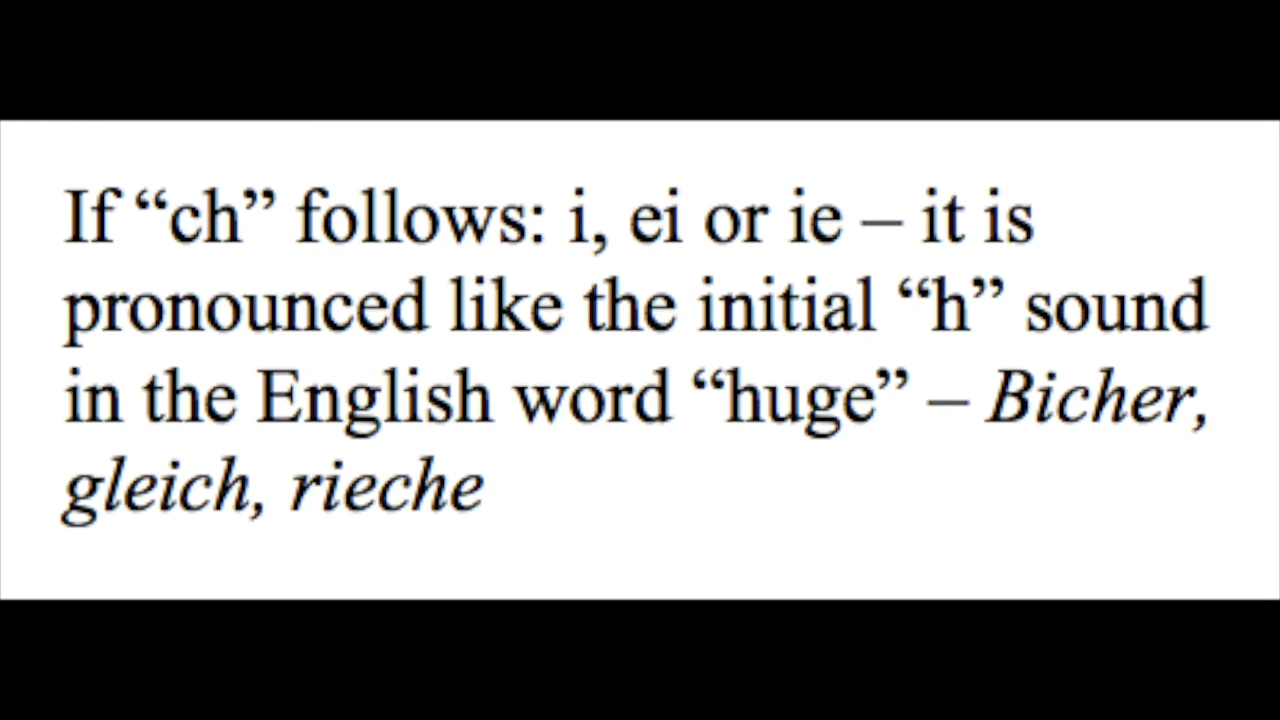 If “ch” follows: i, ei or ie – it is
pronounced like the initial “h” sound
in the English word “huge” – Bicher,
gleich, rieche